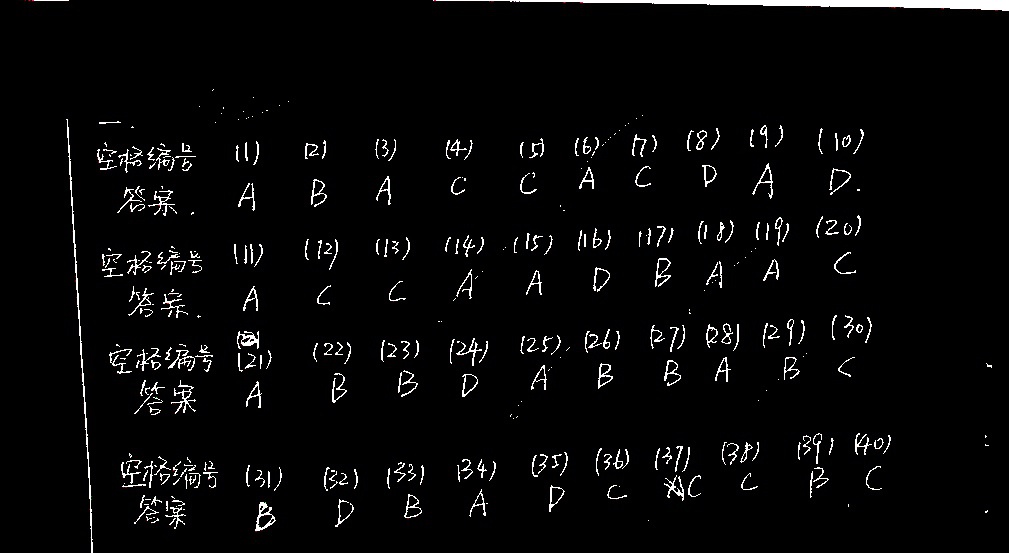 一.
空格编号 (1) (2) (3) (4) (5) (6) (7) (8) (9) (10)
答案. A B A C C A C D A D.
空格编号 (11) (12) (13) (14) (15) (16) (17) (18) (19) (20)
答案. A C C A A D B A A C
空格编号 (21) (22) (23) (24) (25) (26) (27) (28) (29) (30)
答案 A B B D A B B A B C
空格编号 (31) (32) (33) (34) (35) (36) (37) (38) (39) (40)
答案 B D B A D C C C B C